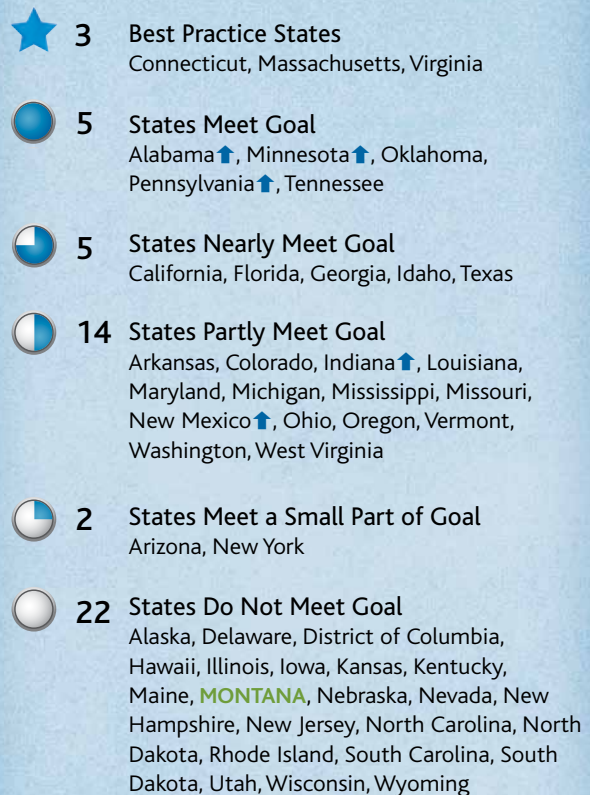 3 Best Practice States
Connecticut, Massachusetts, Virginia
5 States Meet Goal
Alabama⬆, Minnesota⬆, Oklahoma,
Pennsylvania⬆, Tennessee
5 States Nearly Meet Goal
California, Florida, Georgia, Idaho, Texas
14 States Partly Meet Goal
Arkansas, Colorado, Indiana⬆, Louisiana,
Maryland, Michigan, Mississippi, Missouri,
New Mexico⬆, Ohio, Oregon, Vermont,
Washington, West Virginia
2 States Meet a Small Part of Goal
Arizona, New York
22 States Do Not Meet Goal
Alaska, Delaware, District of Columbia,
Hawaii, Illinois, Iowa, Kansas, Kentucky,
Maine, MONTANA, Nebraska, Nevada, New
Hampshire, New Jersey, North Carolina, North
Dakota, Rhode Island, South Carolina, South
Dakota, Utah, Wisconsin, Wyoming